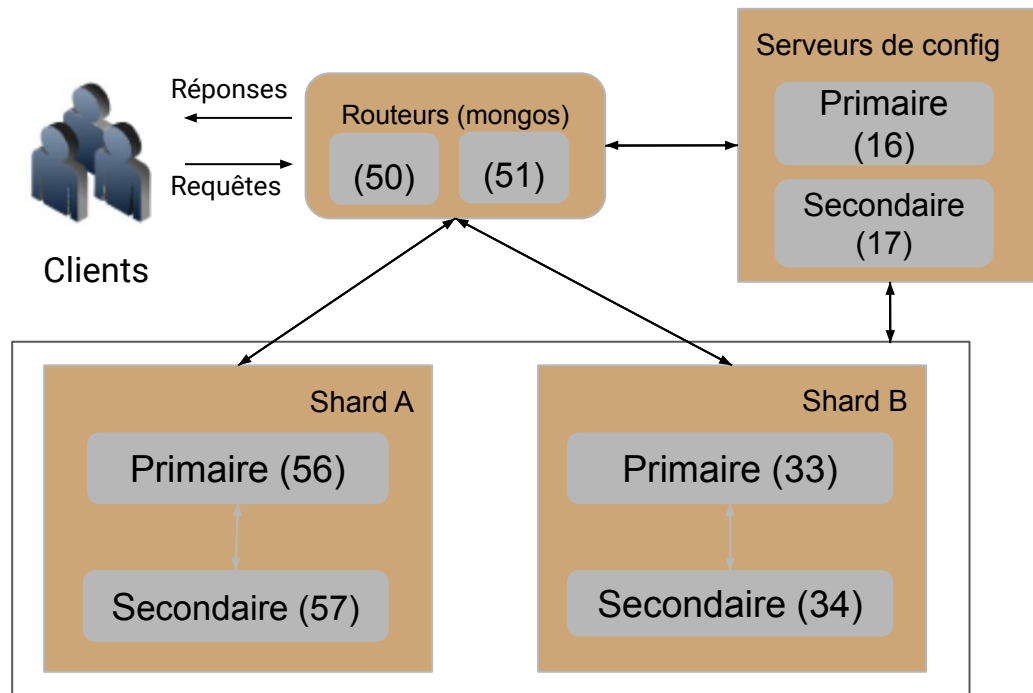 Serveurs de config
Primaire
(16)
Secondaire
(17)
Réponses
Requêtes
Clients
Routeurs (mongos)
(50)
(51)
Shard A
Primaire (56)
Secondaire (57)
Shard B
Primaire (33)
Secondaire (34)